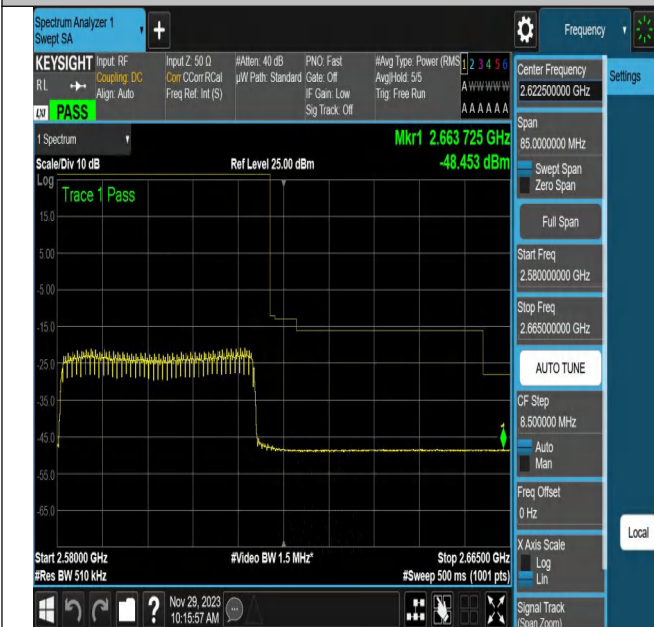 Spectrum Analyzer 1
Swept SA
+
Frequency
KEYSIGHT
RL
LXI
PASS
Input: RF
Coupling: DC
Align: Auto
Input Z: 50 Ω
Corr CCorr RCal
Freq Ref: Int (S)
#Atten: 40 dB
µW Path: Standard
PNO: Fast
Gate: Off
IF Gain: Low
Sig Track: Off
#Avg Type: Power (RMS
Avg|Hold: 5/5
Trig: Free Run
1 2 3 4 5 6
A W W W W W
A A A A A A
1 Spectrum
Scale/Div 10 dB
Log
Ref Level 25.00 dBm
Mkr1 2.663 725 GHz
-48.453 dBm
Trace 1 Pass
15.0
5.00
-5.00
-15.0
-25.0
-35.0
-45.0
-55.0
-65.0
1
Start 2.58000 GHz
#Res BW 510 kHz
#Video BW 1.5 MHz*
Stop 2.66500 GHz
#Sweep 500 ms (1001 pts)
Center Frequency
2.622500000 GHz
Settings
Span
85.0000000 MHz
Swept Span
Zero Span
Full Span
Start Freq
2.580000000 GHz
Stop Freq
2.665000000 GHz
AUTO TUNE
CF Step
8.500000 MHz
Auto
Man
Freq Offset
0 Hz
X Axis Scale
Log
Lin
Local
Signal Track
(Span Zoom)
?
Nov 29, 2023
10:15:57 AM